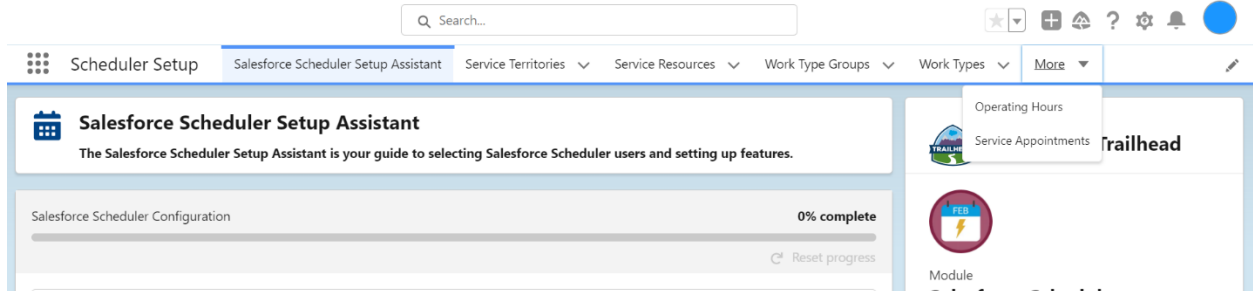 Search...
Scheduler Setup
Salesforce Scheduler Setup Assistant
Service Territories
Service Resources
Work Type Groups
Work Types
More
Operating Hours
Service Appointments
Salesforce Scheduler Setup Assistant
The Salesforce Scheduler Setup Assistant is your guide to selecting Salesforce Scheduler users and setting up features.
Trailhead
Salesforce Scheduler Configuration
0% complete
Reset progress
FEB
Module